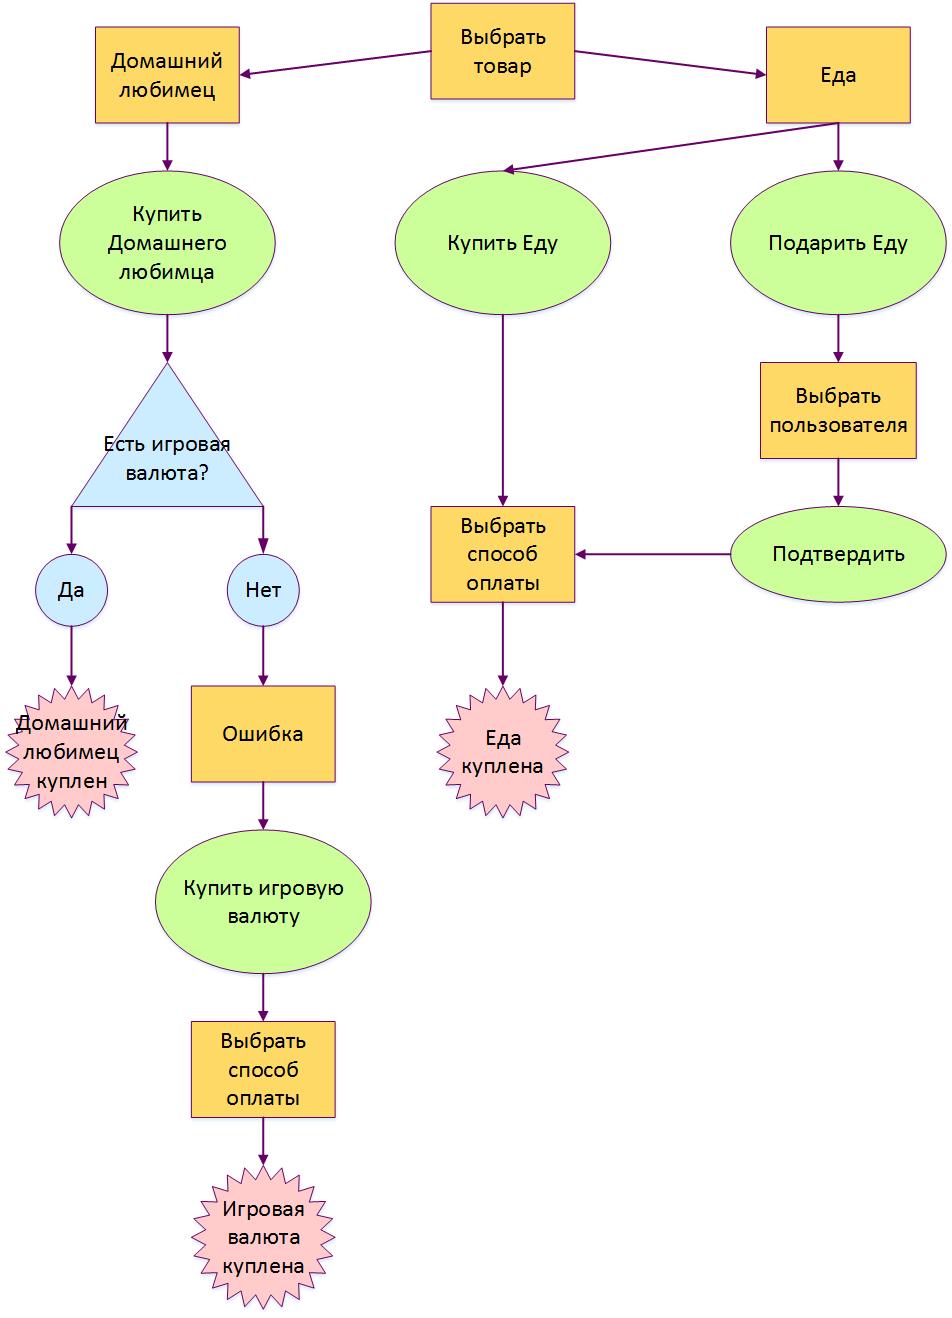 Выбрать
товар
Домашний
любимец
Еда
Купить
Домашнего
любимца
Купить Еду
Подарить Еду
Выбрать
пользователя
Есть игровая
валюта?
Выбрать
способ
оплаты
Подтвердить
Да
Нет
Домашний
любимец
куплен
Ошибка
Еда
куплена
Купить игровую
валюту
Выбрать
способ
оплаты
Игровая
валюта
куплена